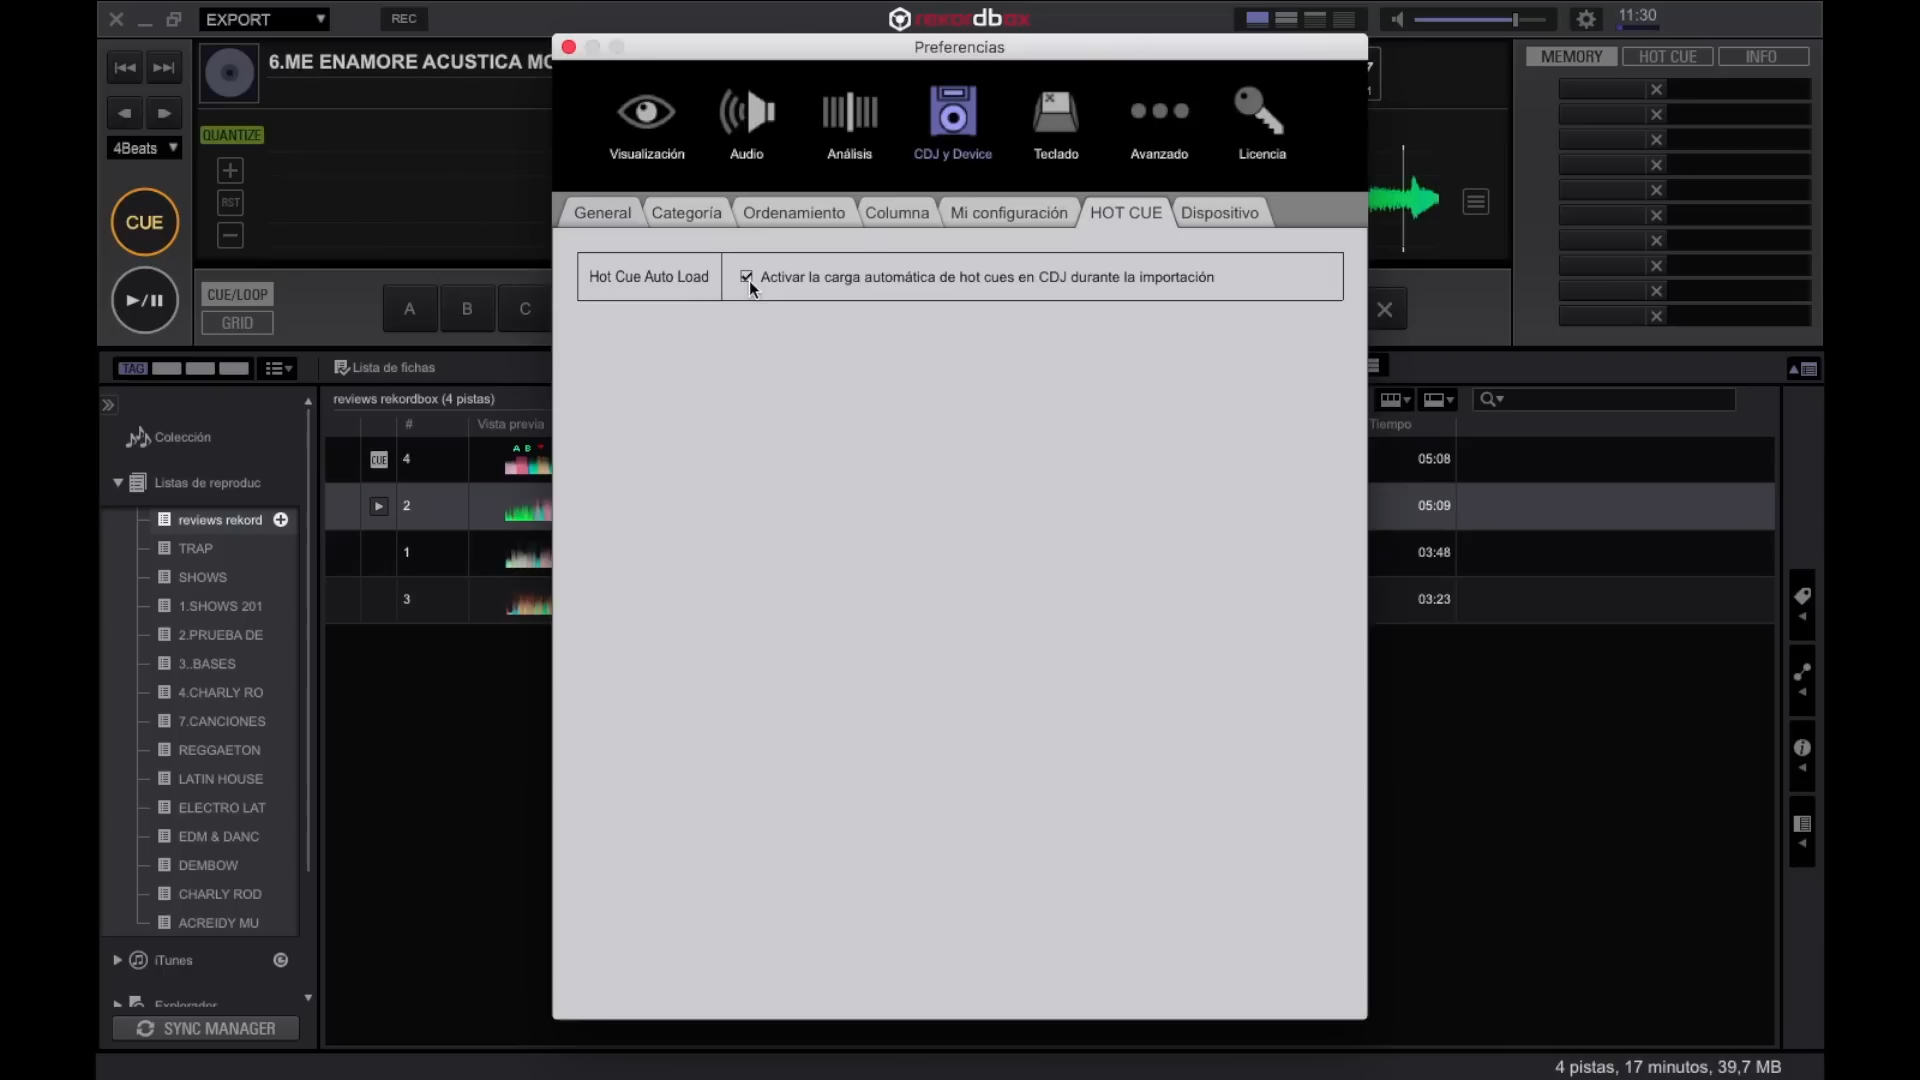 EXPORT
REC
rekordbox
11:30
Preferencias
6.ME ENAMORE ACUSTICA
MEMORY
HOT CUE
INFO
QUANTIZE
4Beats
RST
CUE
CUE/LOOP
GRID
A
B
C
Visualización
Audio
Análisis
CDJ y Device
Teclado
Avanzado
Licencia
General
Categoría
Ordenamiento
Columna
Mi configuración
HOT CUE
Dispositivo
Hot Cue Auto Load
Activar la carga automática de hot cues en CDJ durante la importación
TAG
Lista de fichas
reviews rekordbox (4 pistas)
#
Vista previa
Tiempo
CUE
4
A B
05:08
2
05:09
1
03:48
3
03:23
Colección
Listas de reproduc
reviews rekord
TRAP
SHOWS
1.SHOWS 201
2.PRUEBA DE
3..BASES
4.CHARLY RO
7.CANCIONES
REGGAETON
LATIN HOUSE
ELECTRO LAT
EDM & DANC
DEMBOW
CHARLY ROD
ACREIDY MU
iTunes
Explorador
SYNC MANAGER
4 pistas, 17 minutos, 39,7 MB